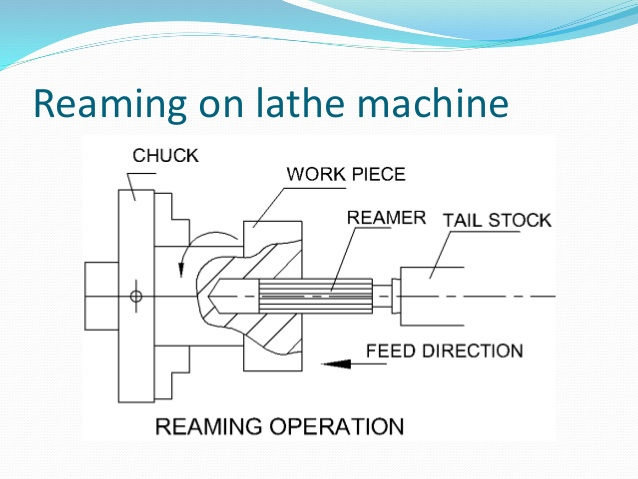 Reaming on lathe machine
CHUCK
WORK PIECE
REAMER
TAIL STOCK
FEED DIRECTION
REAMING OPERATION